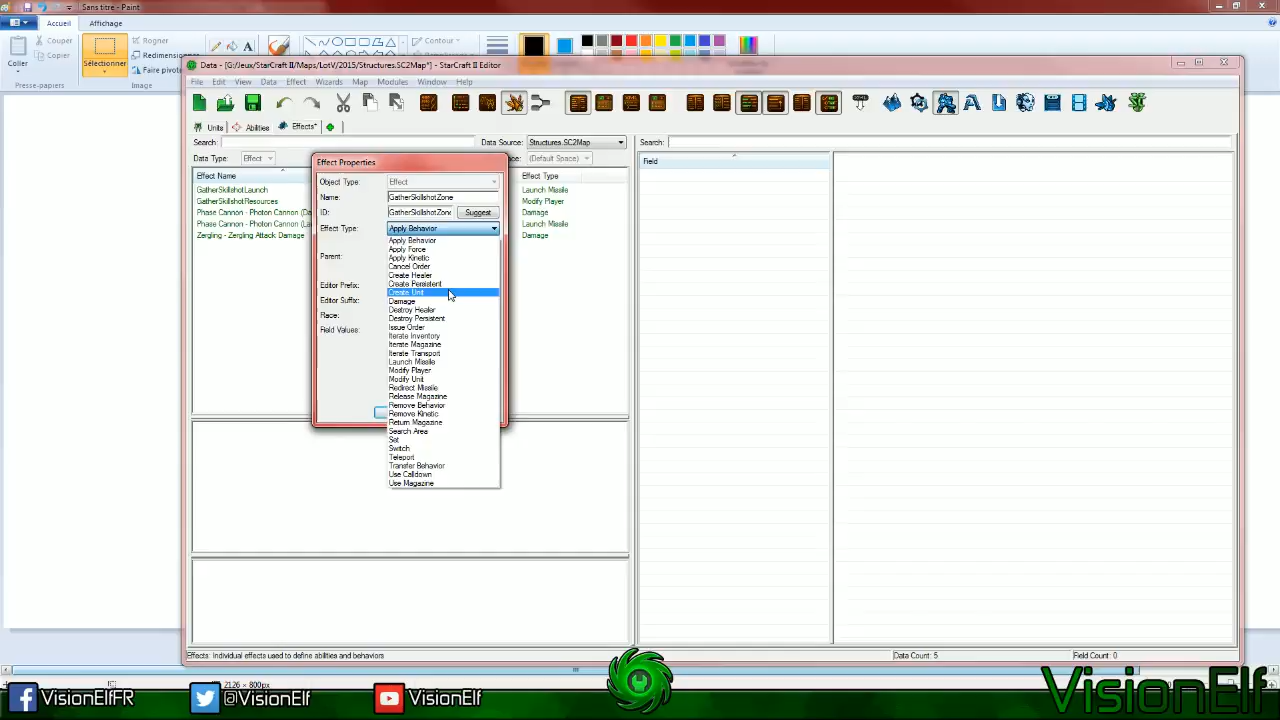 Sans titre - Paint
Accueil
Affichage
Couper
Copier
Coller
Presse-papiers
Sélectionner
Rogner
Redimensionner
Faire pivoter
Image
Contour
Data - [G:/Jeux/StarCraft II/Maps/LotV/2015/Structures.SC2Map*] - StarCraft II Editor
File Edit View Data Effect Wizards Map Modules Window Help
Units Abilities Effects*
Search: Data Source: Structures.SC2Map Search:
Data Type: Effect (Default Space)
Effect Name Effect Type Field
GatherSkillshotLaunch Launch Missile
GatherSkillshotResources Modify Player
Phase Cannon - Photon Cannon (Da Damage
Phase Cannon - Photon Cannon (La Launch Missile
Zergling - Zergling Attack Damage Damage
Effect Properties
Object Type: Effect
Name: GatherSkillshotZone
ID: GatherSkillshotZone Suggest
Effect Type: Apply Behavior
Parent:
Editor Prefix:
Editor Suffix:
Race:
Field Values:
Apply Behavior
Apply Force
Apply Kinetic
Cancel Order
Create Healer
Create Persistent
Create Unit
Damage
Destroy Healer
Destroy Persistent
Issue Order
Iterate Inventory
Iterate Magazine
Iterate Transport
Launch Missile
Modify Player
Modify Unit
Redirect Missile
Release Magazine
Remove Behavior
Remove Kinetic
Return Magazine
Search Area
Set
Switch
Teleport
Transfer Behavior
Use Calldown
Use Magazine
Effects: Individual effects used to define abilities and behaviors Data Count: 5 Field Count: 0
2126 × 800px
VisionElfFR @VisionElf VisionElf VisionElf